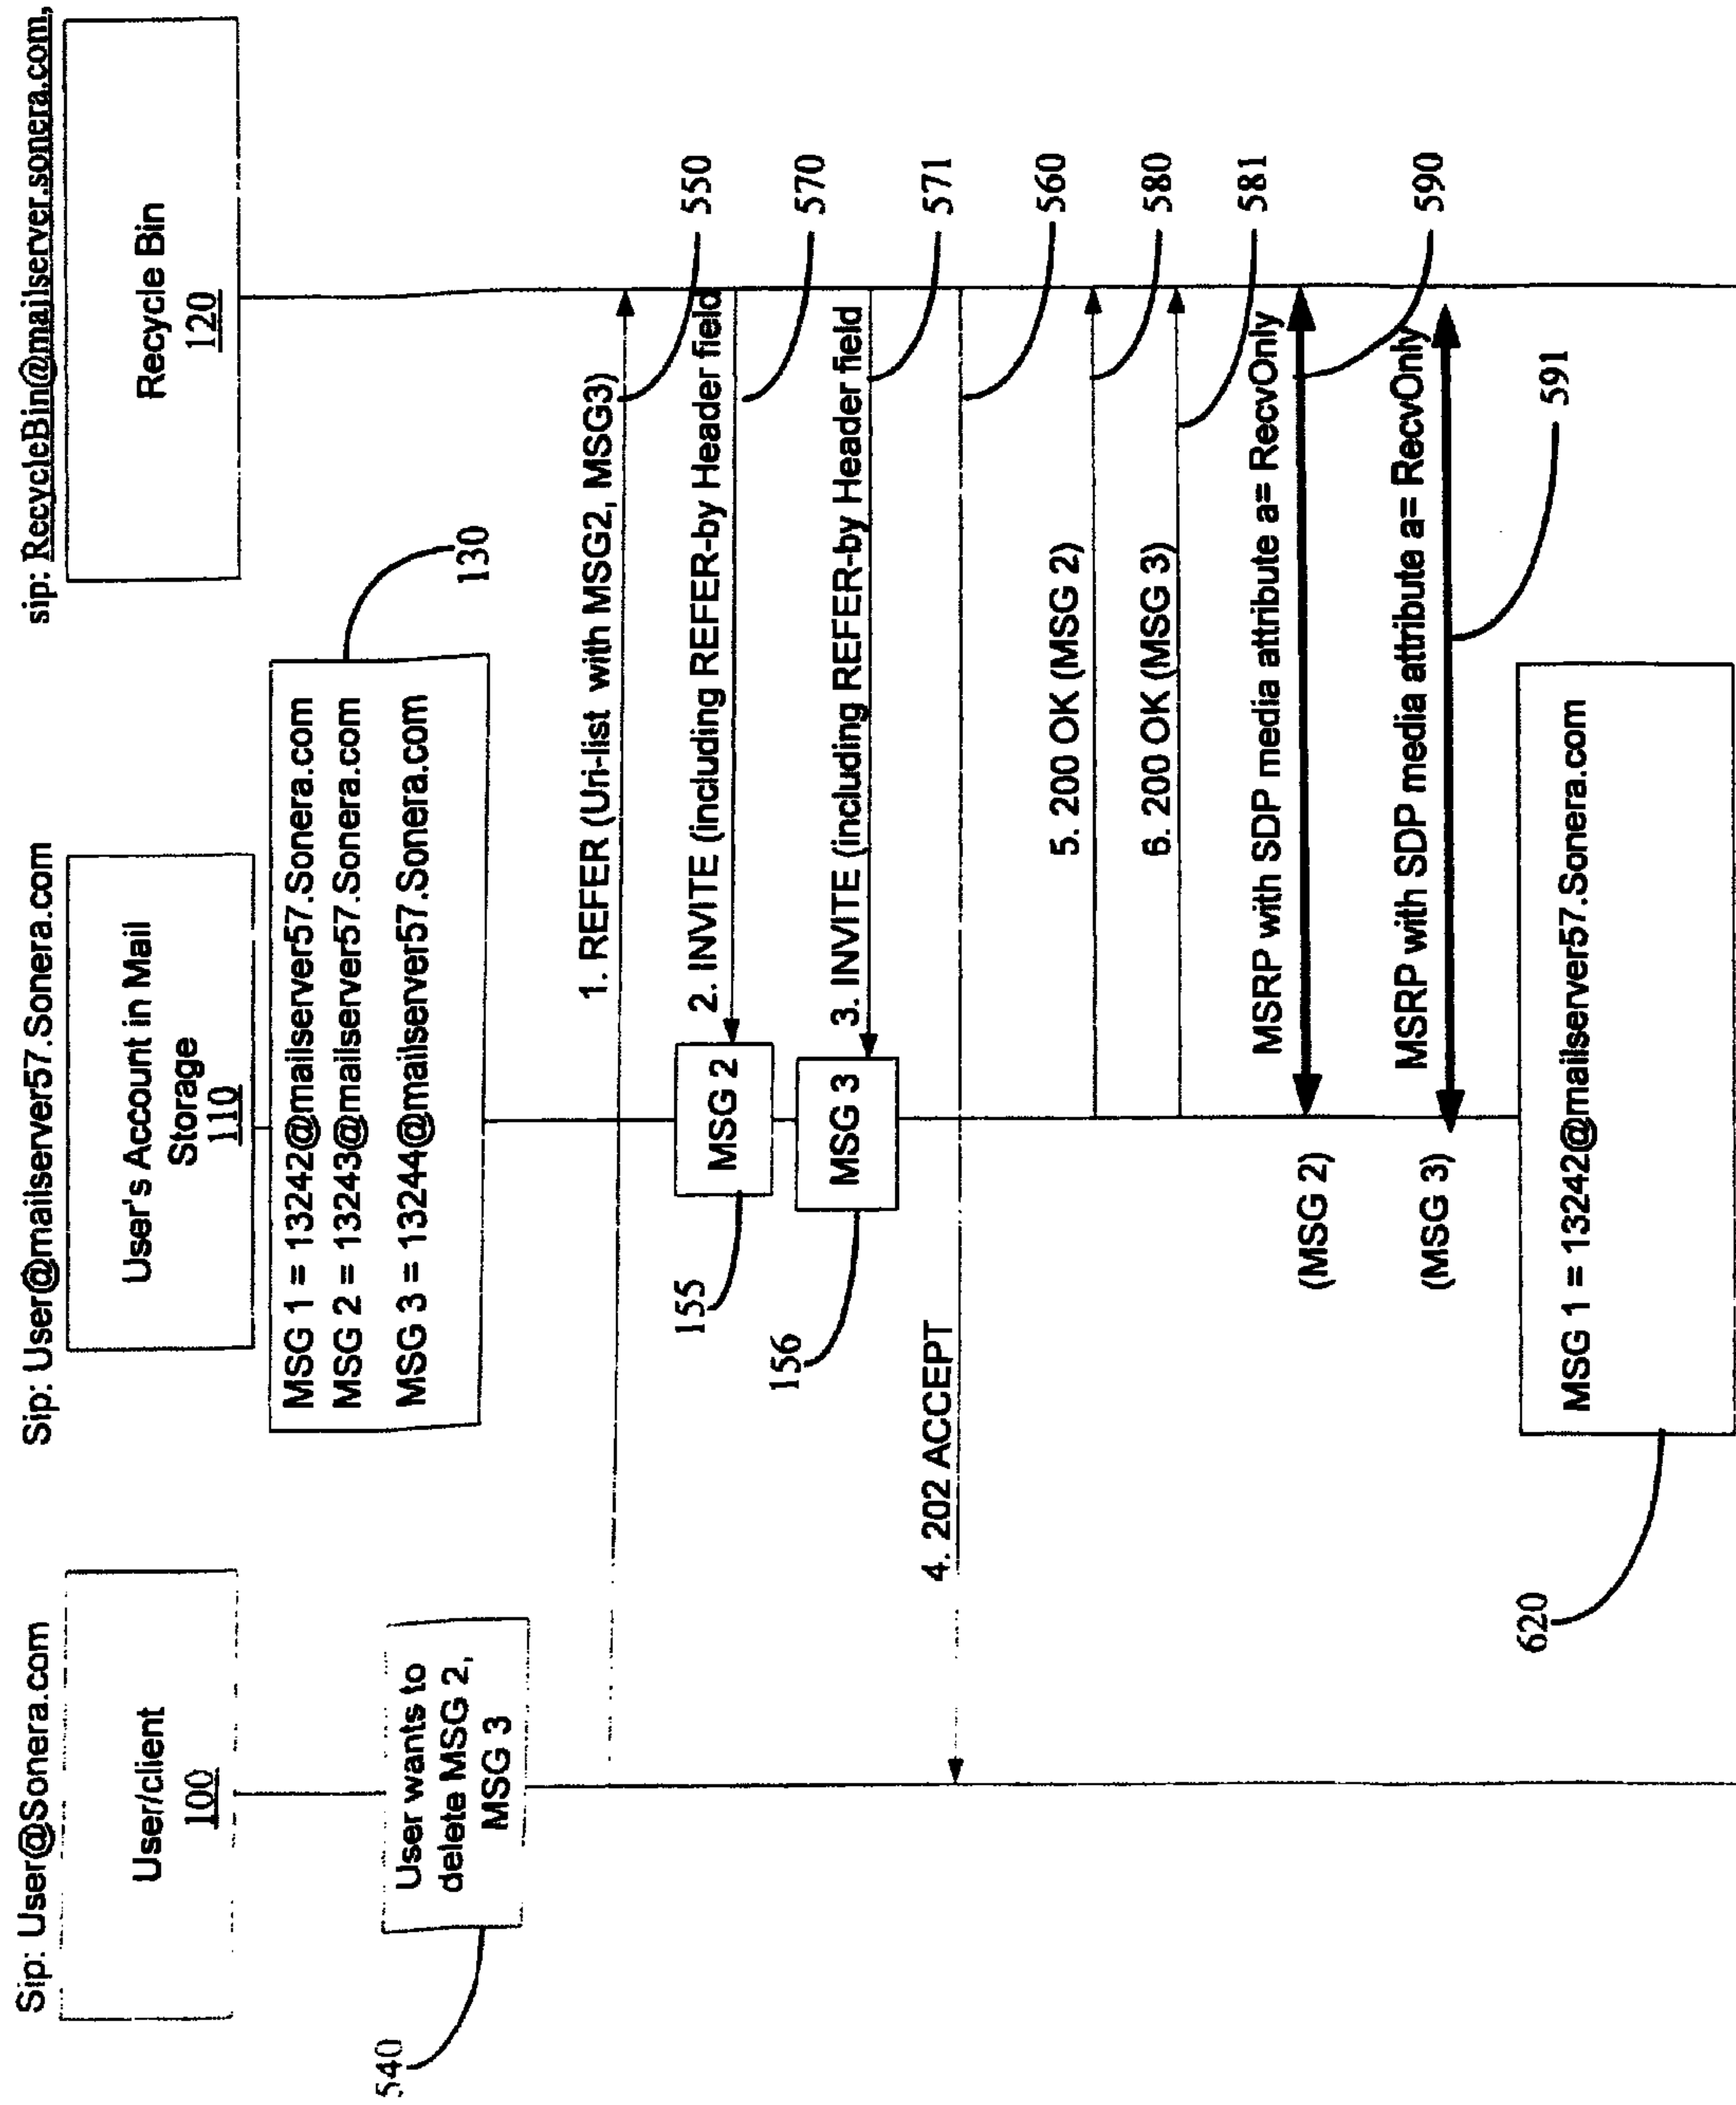 Sip: User@Sonera.com
User/client
100
Sip: User@mailserver57.Sonera.com
User's Account in Mail
Storage
110
sip: RecycleBin@mailserver.sonera.com,
Recycle Bin
120
MSG 1 = 13242@mailserver57.Sonera.com
MSG 2 = 13243@mailserver57.Sonera.com
MSG 3 = 13244@mailserver57.Sonera.com
130
User wants to
delete MSG 2,
MSG 3
540
1. REFER (Uri-list with MSG2, MSG3)
550
MSG 2
155
2. INVITE (including REFER-by Header field
570
MSG 3
156
3. INVITE (including REFER-by Header field
571
4. 202 ACCEPT
560
5. 200 OK (MSG 2)
580
6. 200 OK (MSG 3)
581
(MSG 2)
MSRP with SDP media attribute a= RecvOnly
590
(MSG 3)
MSRP with SDP media attribute a= RecvOnly
591
MSG 1 = 13242@mailserver57.Sonera.com
620